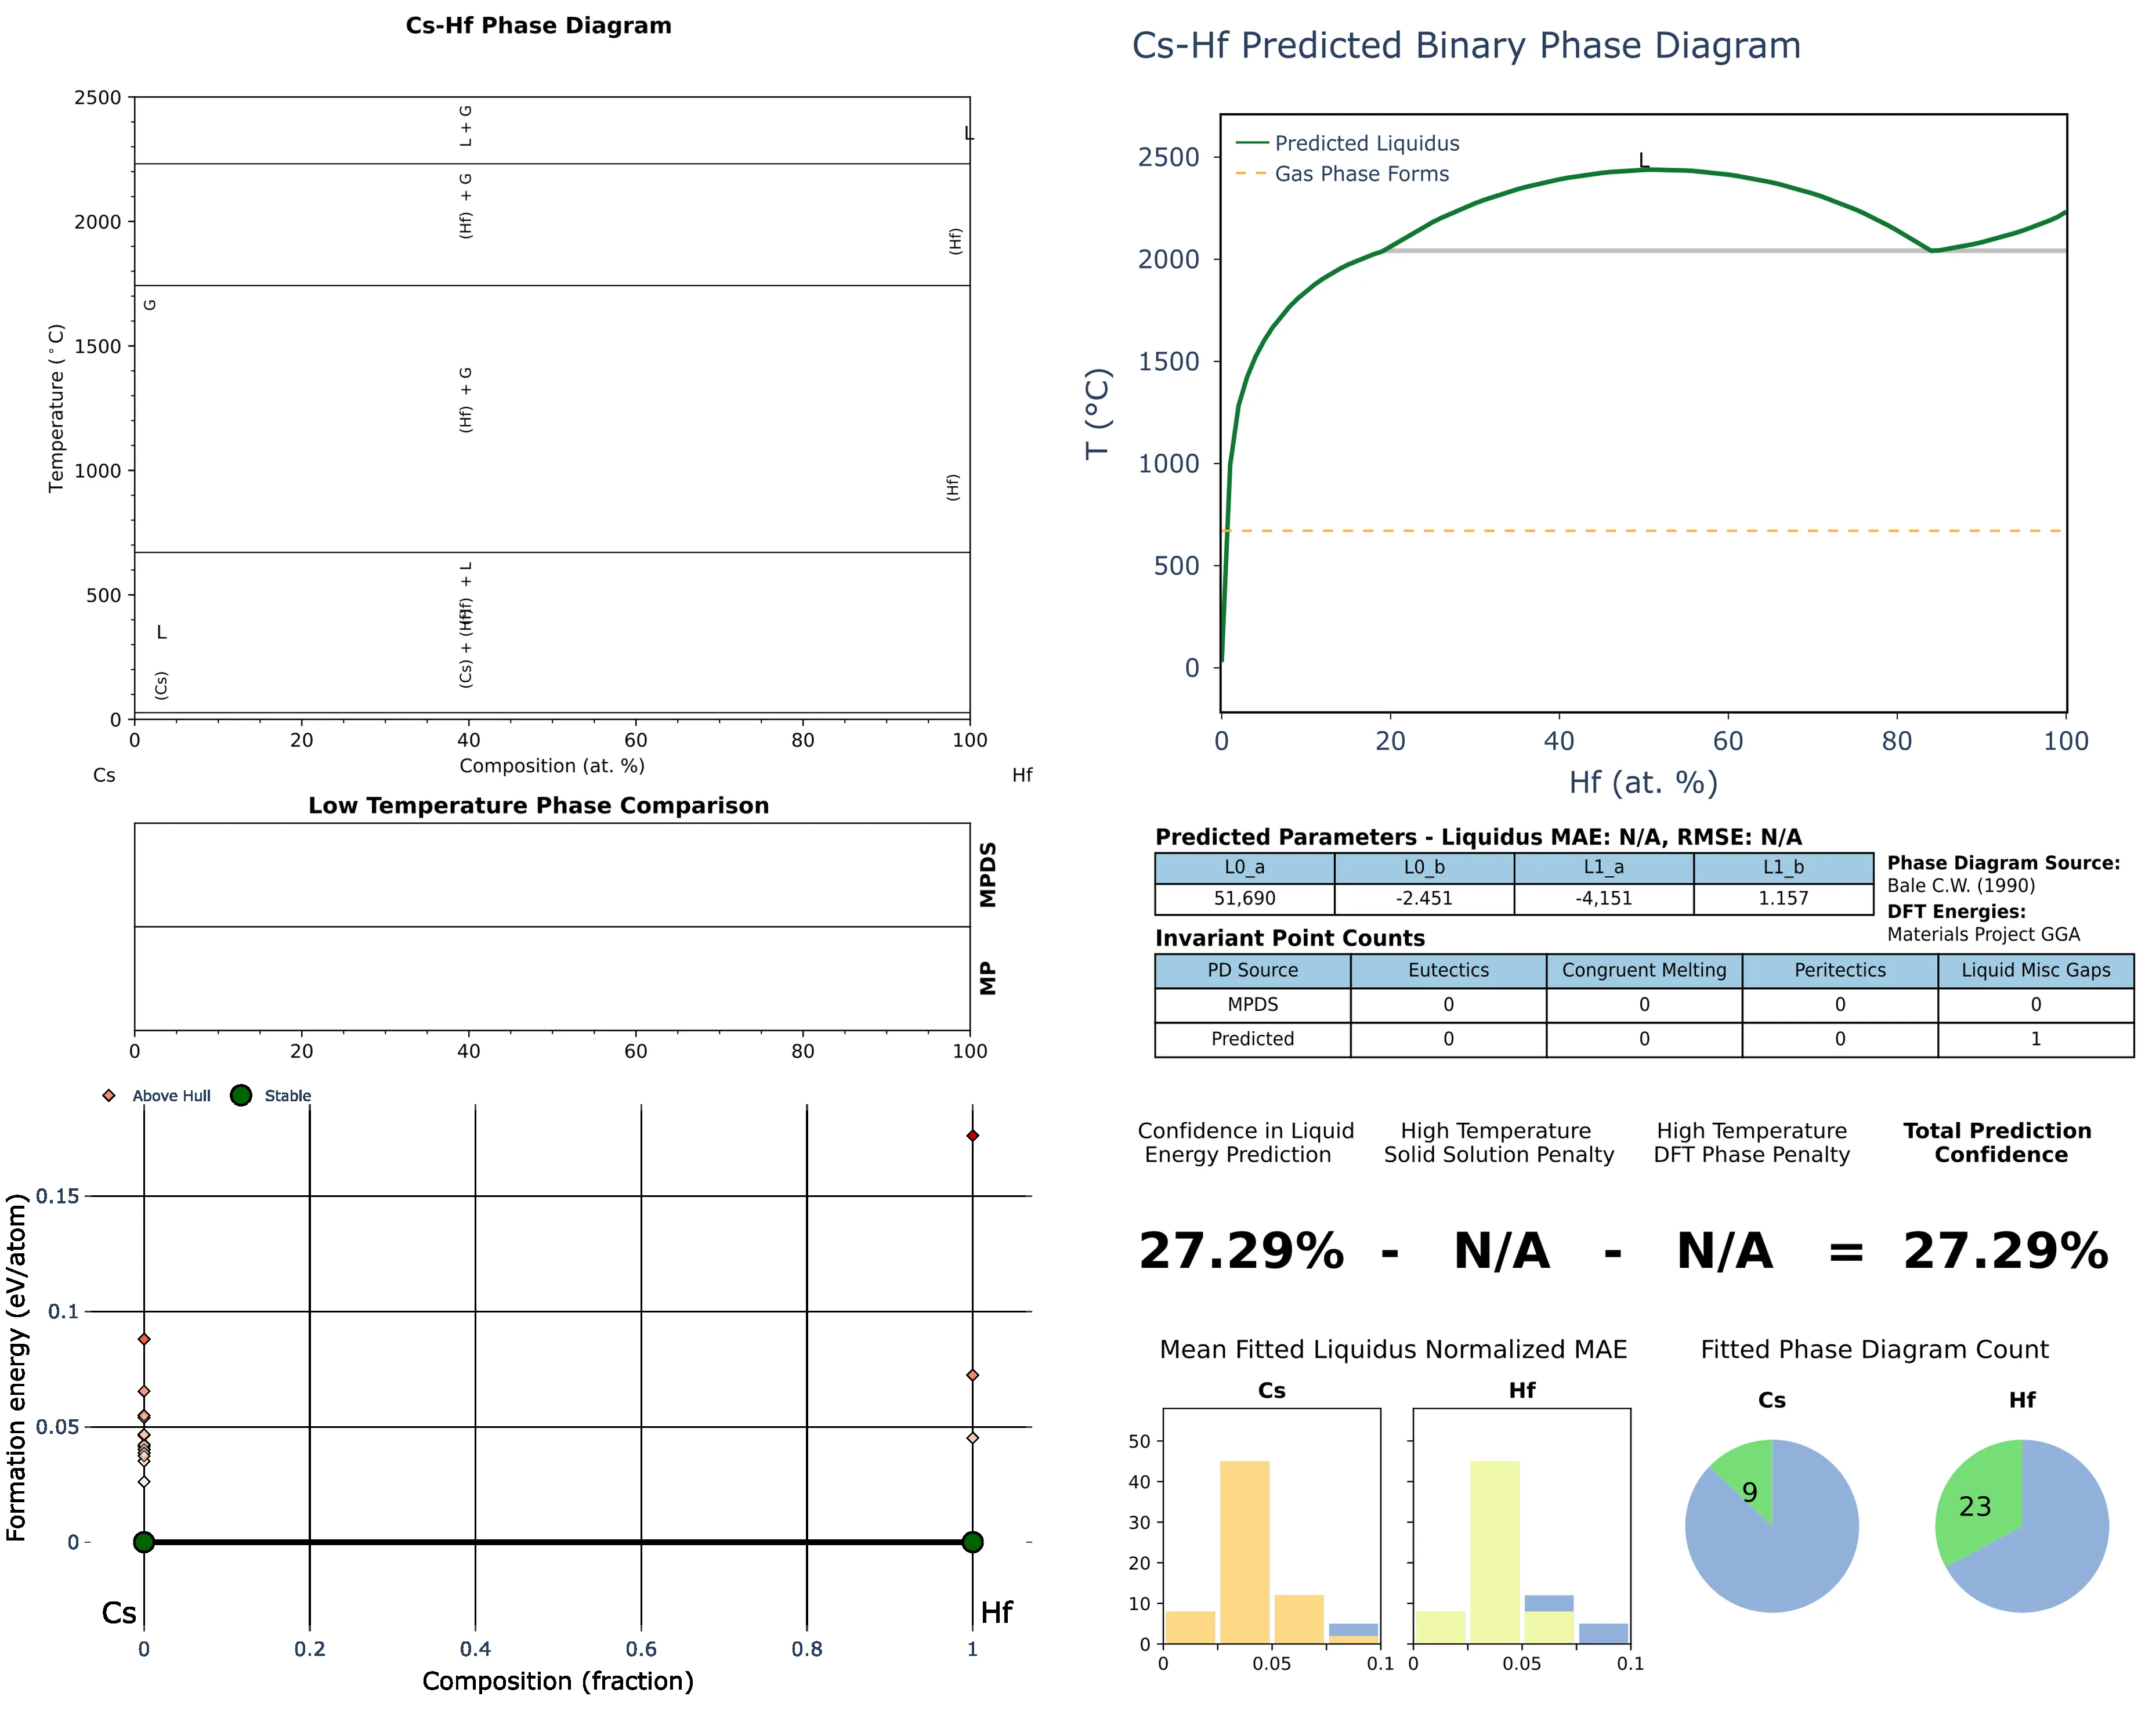 Cs-Hf Phase Diagram
2500
2000
1500
1000
500
0
Temperature (°C)
L + G
L
(Hf) + G
(Hf)
G
(Hf) + G
(Hf)
(Hf) + L
(Cs) + (Hf)
L
(Cs)
0 20 40 60 80 100
Composition (at. %)
Cs Hf
Low Temperature Phase Comparison
MPDS
MP
0 20 40 60 80 100
Above Hull Stable
0.15
0.1
0.05
0
Formation energy (eV/atom)
Cs Hf
0 0.2 0.4 0.6 0.8 1
Composition (fraction)
Cs-Hf Predicted Binary Phase Diagram
Predicted Liquidus
Gas Phase Forms
L
2500
2000
1500
1000
500
0
T (°C)
0 20 40 60 80 100
Hf (at. %)
Predicted Parameters - Liquidus MAE: N/A, RMSE: N/A
L0_a L0_b L1_a L1_b
51,690 -2.451 -4,151 1.157
Phase Diagram Source:
Bale C.W. (1990)
DFT Energies:
Materials Project GGA
Invariant Point Counts
PD Source Eutectics Congruent Melting Peritectics Liquid Misc Gaps
MPDS 0 0 0 0
Predicted 0 0 0 1
Confidence in Liquid
Energy Prediction
High Temperature
Solid Solution Penalty
High Temperature
DFT Phase Penalty
Total Prediction
Confidence
27.29% - N/A - N/A = 27.29%
Mean Fitted Liquidus Normalized MAE
Cs Hf
50
40
30
20
10
0
0 0.05 0.1
0 0.05 0.1
Fitted Phase Diagram Count
Cs Hf
9 23